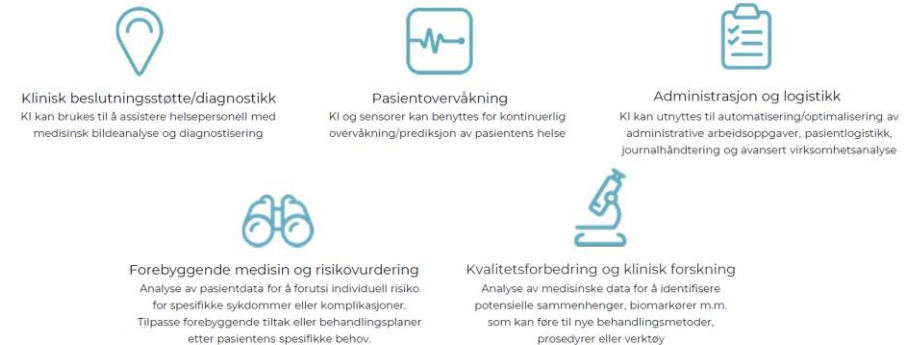 Klinisk beslutningsstøtte/diagnostikk
KI kan brukes til å assistere helsepersonell med
medisinsk bildeanalyse og diagnostisering
Pasientovervåkning
KI og sensorer kan benyttes for kontinuerlig
overvåkning/prediksjon av pasientens helse
Administrasjon og logistikk
KI kan utnyttes til automatisering/optimalisering av
administrative arbeidsoppgaver, pasientlogistikk,
journalhåndtering og avansert virksomhetsanalyse
Forebyggende medisin og risikovurdering
Analyse av pasientdata for å forutsi individuell risiko
for spesifikke sykdommer eller komplikasjoner.
Tilpasse forebyggende tiltak eller behandlingsplaner
etter pasientens spesifikke behov.
Kvalitetsforbedring og klinisk forskning
Analyse av medisinske data for å identifisere
potensielle sammenhenger, biomarkører m.m.
som kan føre til nye behandlingsmetoder,
prosedyrer eller verktøy